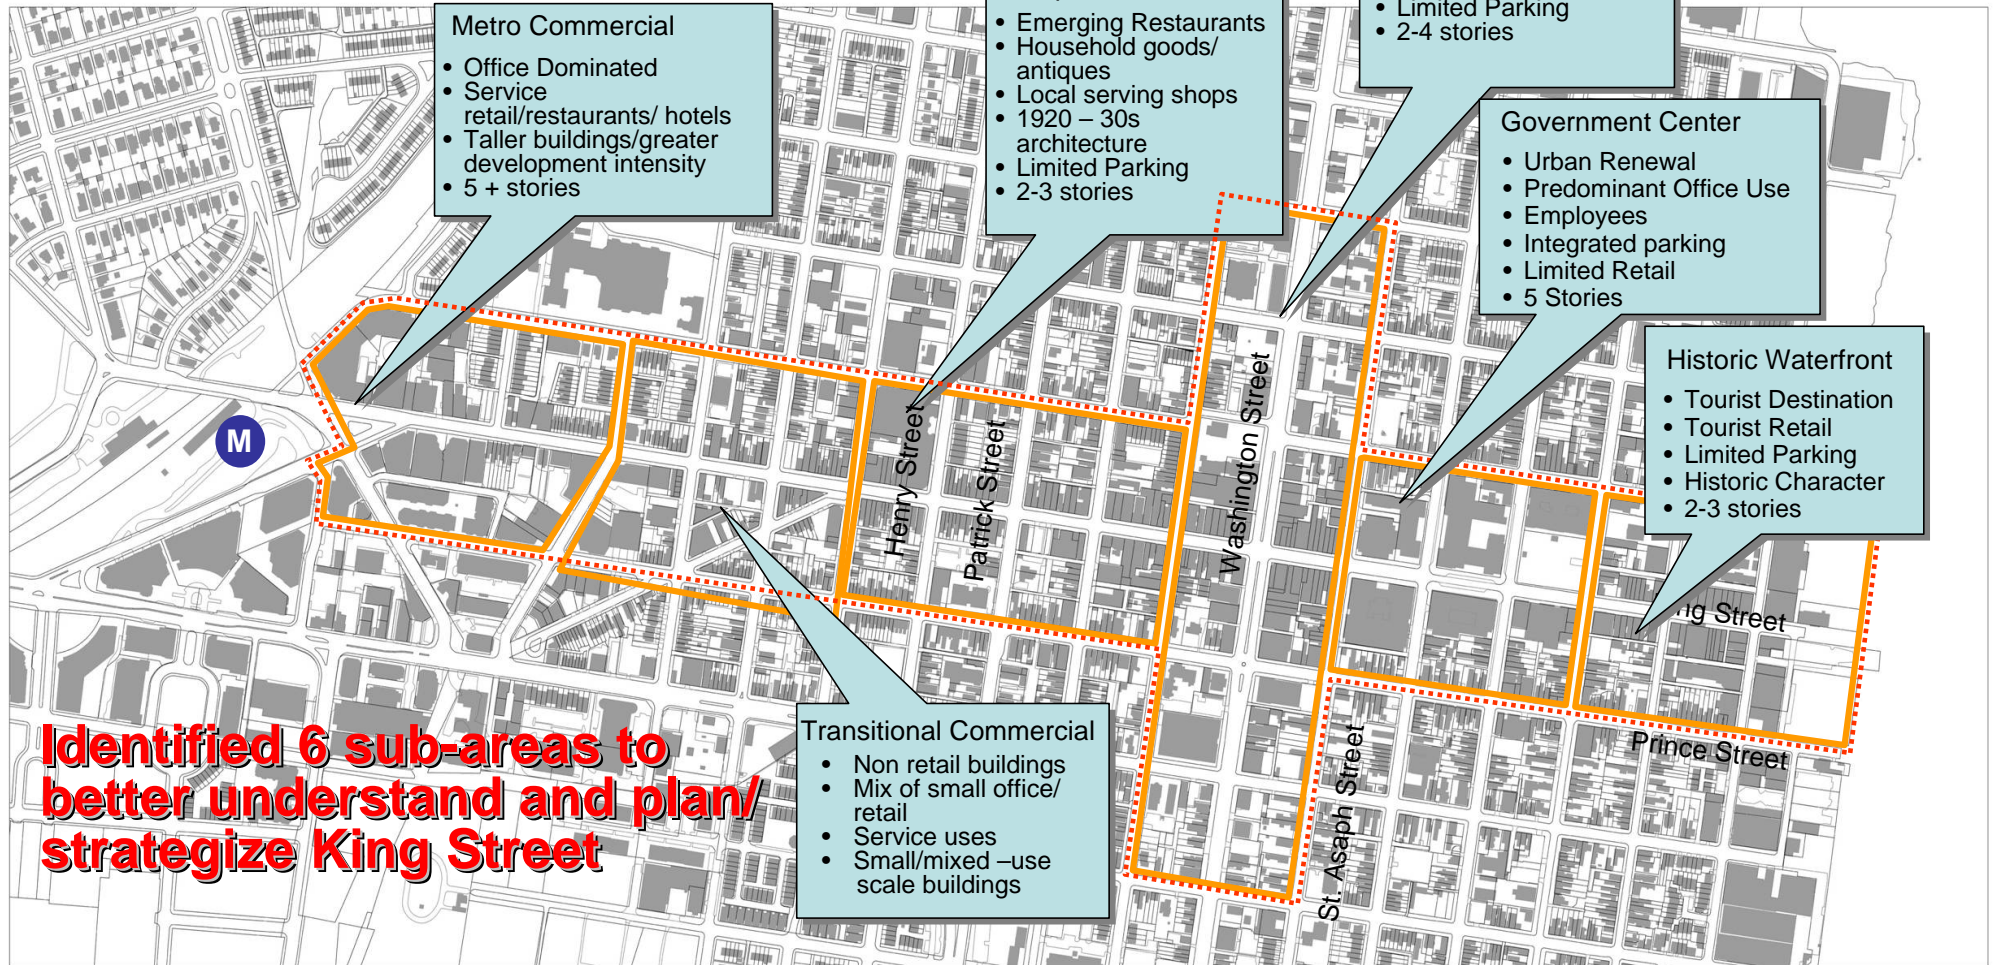 Metro Commercial
• Office Dominated
• Service
retail/restaurants/ hotels
• Taller buildings/greater
development intensity
• 5 + stories
• Emerging Restaurants
• Household goods/
antiques
• Local serving shops
• 1920 – 30s
architecture
• Limited Parking
• 2-3 stories
• Limited Parking
• 2-4 stories
Government Center
• Urban Renewal
• Predominant Office Use
• Employees
• Integrated parking
• Limited Retail
• 5 Stories
Historic Waterfront
• Tourist Destination
• Tourist Retail
• Limited Parking
• Historic Character
• 2-3 stories
M
Henry Street
Patrick Street
Washington Street
ng Street
Prince Street
St. Asaph Street
Transitional Commercial
• Non retail buildings
• Mix of small office/
retail
• Service uses
• Small/mixed –use
scale buildings
Identified 6 sub-areas to
better understand and plan/
strategize King Street